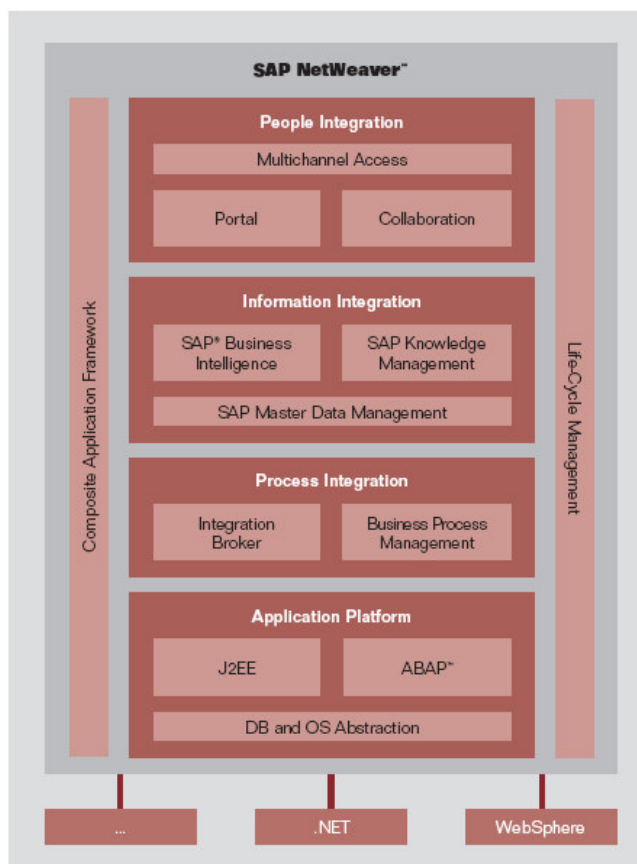 SAP NetWeaver™
Composite Application Framework
People Integration
Multichannel Access
Portal
Collaboration
Information Integration
SAP® Business
Intelligence
SAP Knowledge
Management
SAP Master Data Management
Process Integration
Integration
Broker
Business Process
Management
Application Platform
J2EE
ABAP™
DB and OS Abstraction
Life-Cycle Management
...
.NET
WebSphere